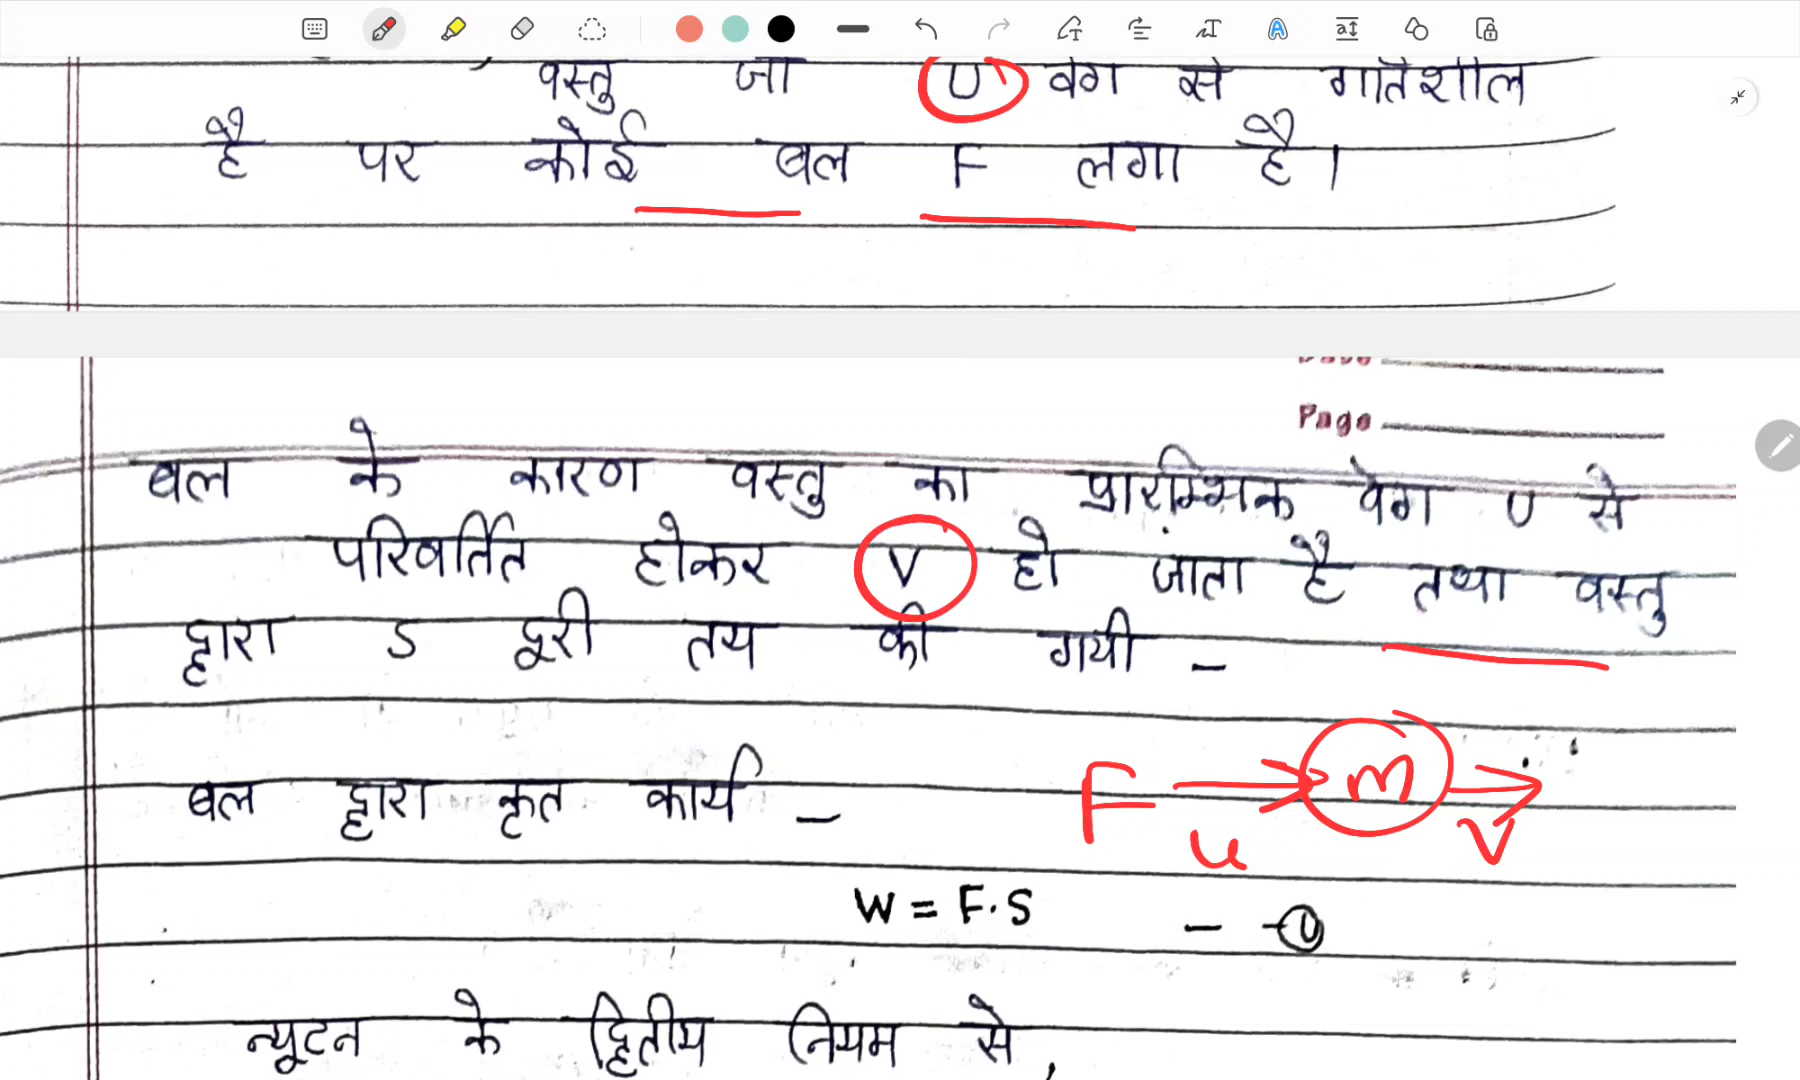 वस्तु जो U वेग से गतिशील
है पर कोई बल F लगा है।
Page
बल के कारण वस्तु का प्रारम्भिक वेग U से
परिवर्तित होकर V हो जाता है तथा वस्तु
द्वारा S दूरी तय की गयी -
F → m →
u V
बल द्वारा कृत कार्य -
W = F.S - ①
न्यूटन के द्वितीय नियम से,